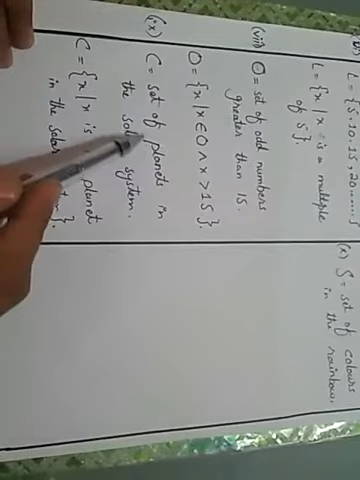 L = {5, 10, 15, 20......}
L = {x | x is a multiple
of 5}
(viii) O = set of odd numbers
greater than 15.
O = {x | x ∈ O ∧ x > 15}.
(ix)
C = set of planets in
the solar system.
C = {x | x is planet
in the solar
(x) S = set of colours
in the rainbow.